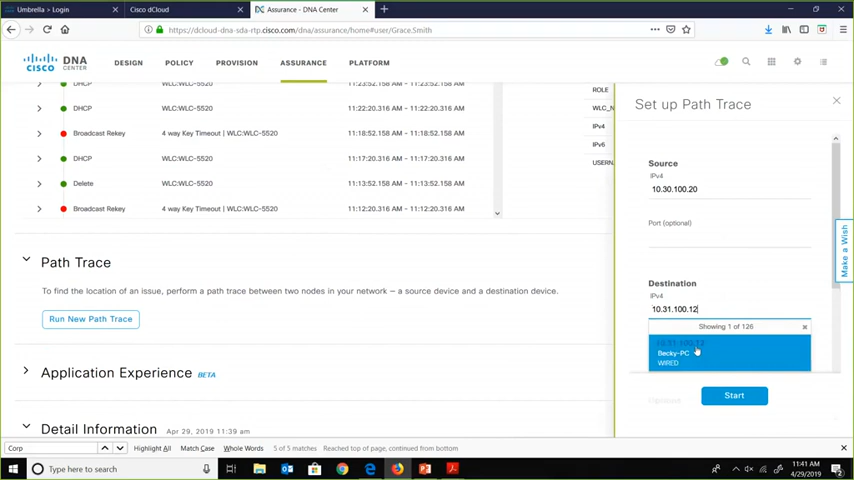 Umbrella > Login
Cisco dCloud
Assurance - DNA Center
https://dcloud-dna-sda-rtp.cisco.com/dna/assurance/home#user/Grace.Smith
CISCO
DNA CENTER
DESIGN
POLICY
PROVISION
ASSURANCE
PLATFORM
DHCP WLC:WLC-5520 11:23:52.158 AM - 11:23:52.158 AM
DHCP WLC:WLC-5520 11:22:20.316 AM - 11:22:20.316 AM
Broadcast Rekey 4 way Key Timeout | WLC:WLC-5520 11:18:52.158 AM - 11:18:52.158 AM
DHCP WLC:WLC-5520 11:17:20.316 AM - 11:17:20.316 AM
Delete WLC:WLC-5520 11:13:52.158 AM - 11:13:52.158 AM
Broadcast Rekey 4 way Key Timeout | WLC:WLC-5520 11:12:20.316 AM - 11:12:20.316 AM
ROLE
WLC_N
IPv4
IPv6
USERN
Path Trace
To find the location of an issue, perform a path trace between two nodes in your network – a source device and a destination device.
Run New Path Trace
Application Experience BETA
Detail Information Apr 29, 2019 11:39 am
Set up Path Trace
Source
IPv4
10.30.100.20
Port (optional)
Destination
IPv4
10.31.100.12
Showing 1 of 126
Becky-PC
WIRED
Start
Make a Wish
Corp
Highlight All
Match Case
Whole Words
5 of 5 matches
Reached top of page, continued from bottom
Type here to search
11:41 AM
4/29/2019